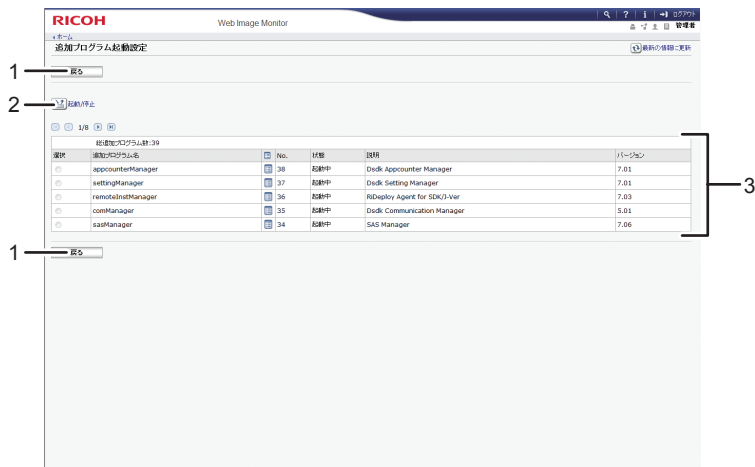 RICOH
Web Image Monitor
ログアウト
ホーム
管理者
追加プログラム起動設定
最新の情報に更新
1
戻る
2
起動/停止
1/8
総追加プログラム数:39
選択 追加プログラム名 No. 状態 説明 バージョン
appcounterManager 38 起動中 Dsdk Appcounter Manager 7.01
settingManager 37 起動中 Dsdk Setting Manager 7.01
remoteInstManager 36 起動中 RiDeploy Agent for SDK/J-Ver 7.03
comManager 35 起動中 Dsdk Communication Manager 5.01
sasManager 34 起動中 SAS Manager 7.06
3
1
戻る